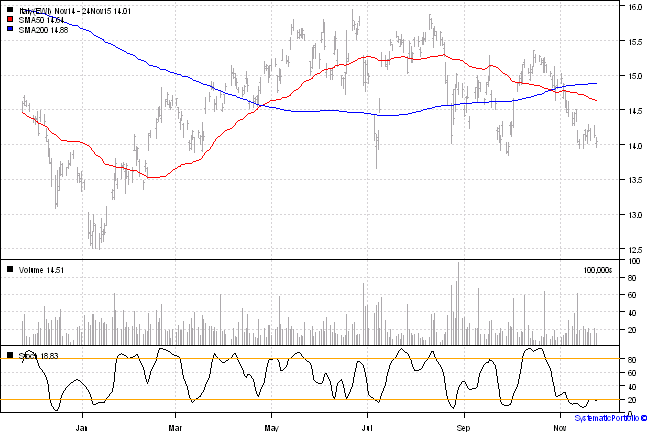 Italy(EWI) Nov14 - 24Nov15 14.01
SMA50 14.64
SMA200 14.88
16.0
15.5
15.0
14.5
14.0
13.5
13.0
12.5
Volume 14.51
100,000s
100
80
60
40
20
Stoch 18.83
80
60
40
20
Jan Mar May Jul Sep Nov
SystematicPortfolio ©